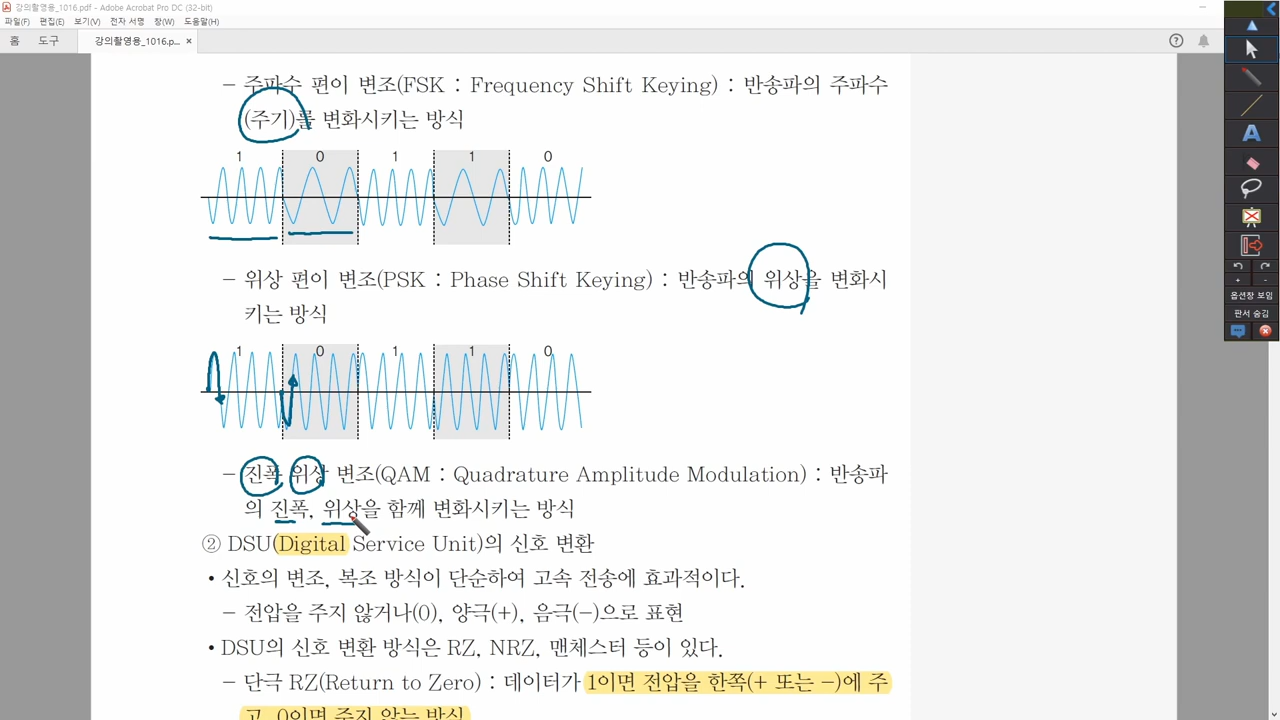 강의촬영용_1016.pdf - Adobe Acrobat Pro DC (32-bit)
파일(F) 편집(E) 보기(V) 전자 서명 창(W) 도움말(H)
홈 도구 강의촬영용_1016.p... ×
– 주파수 편이 변조(FSK : Frequency Shift Keying) : 반송파의 주파수
(주기)를 변화시키는 방식
1 0 1 1 0
– 위상 편이 변조(PSK : Phase Shift Keying) : 반송파의 위상을 변화시
키는 방식
1 0 1 1 0
– 진폭 위상 변조(QAM : Quadrature Amplitude Modulation) : 반송파
의 진폭, 위상을 함께 변화시키는 방식
② DSU(Digital Service Unit)의 신호 변환
• 신호의 변조, 복조 방식이 단순하여 고속 전송에 효과적이다.
– 전압을 주지 않거나(0), 양극(+), 음극(−)으로 표현
• DSU의 신호 변환 방식은 RZ, NRZ, 맨체스터 등이 있다.
– 단극 RZ(Return to Zero) : 데이터가 1이면 전압을 한쪽(+ 또는 −)에 주
고, 0이면 주지 않는 방식
A
+ -
옵션장 보임
판서 숨김